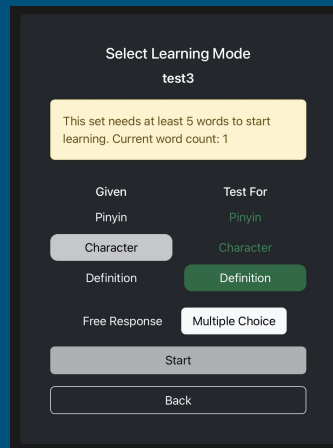 Select Learning Mode
test3
This set needs at least 5 words to start
learning. Current word count: 1
Given Test For
Pinyin Pinyin
Character Character
Definition Definition
Free Response Multiple Choice
Start
Back